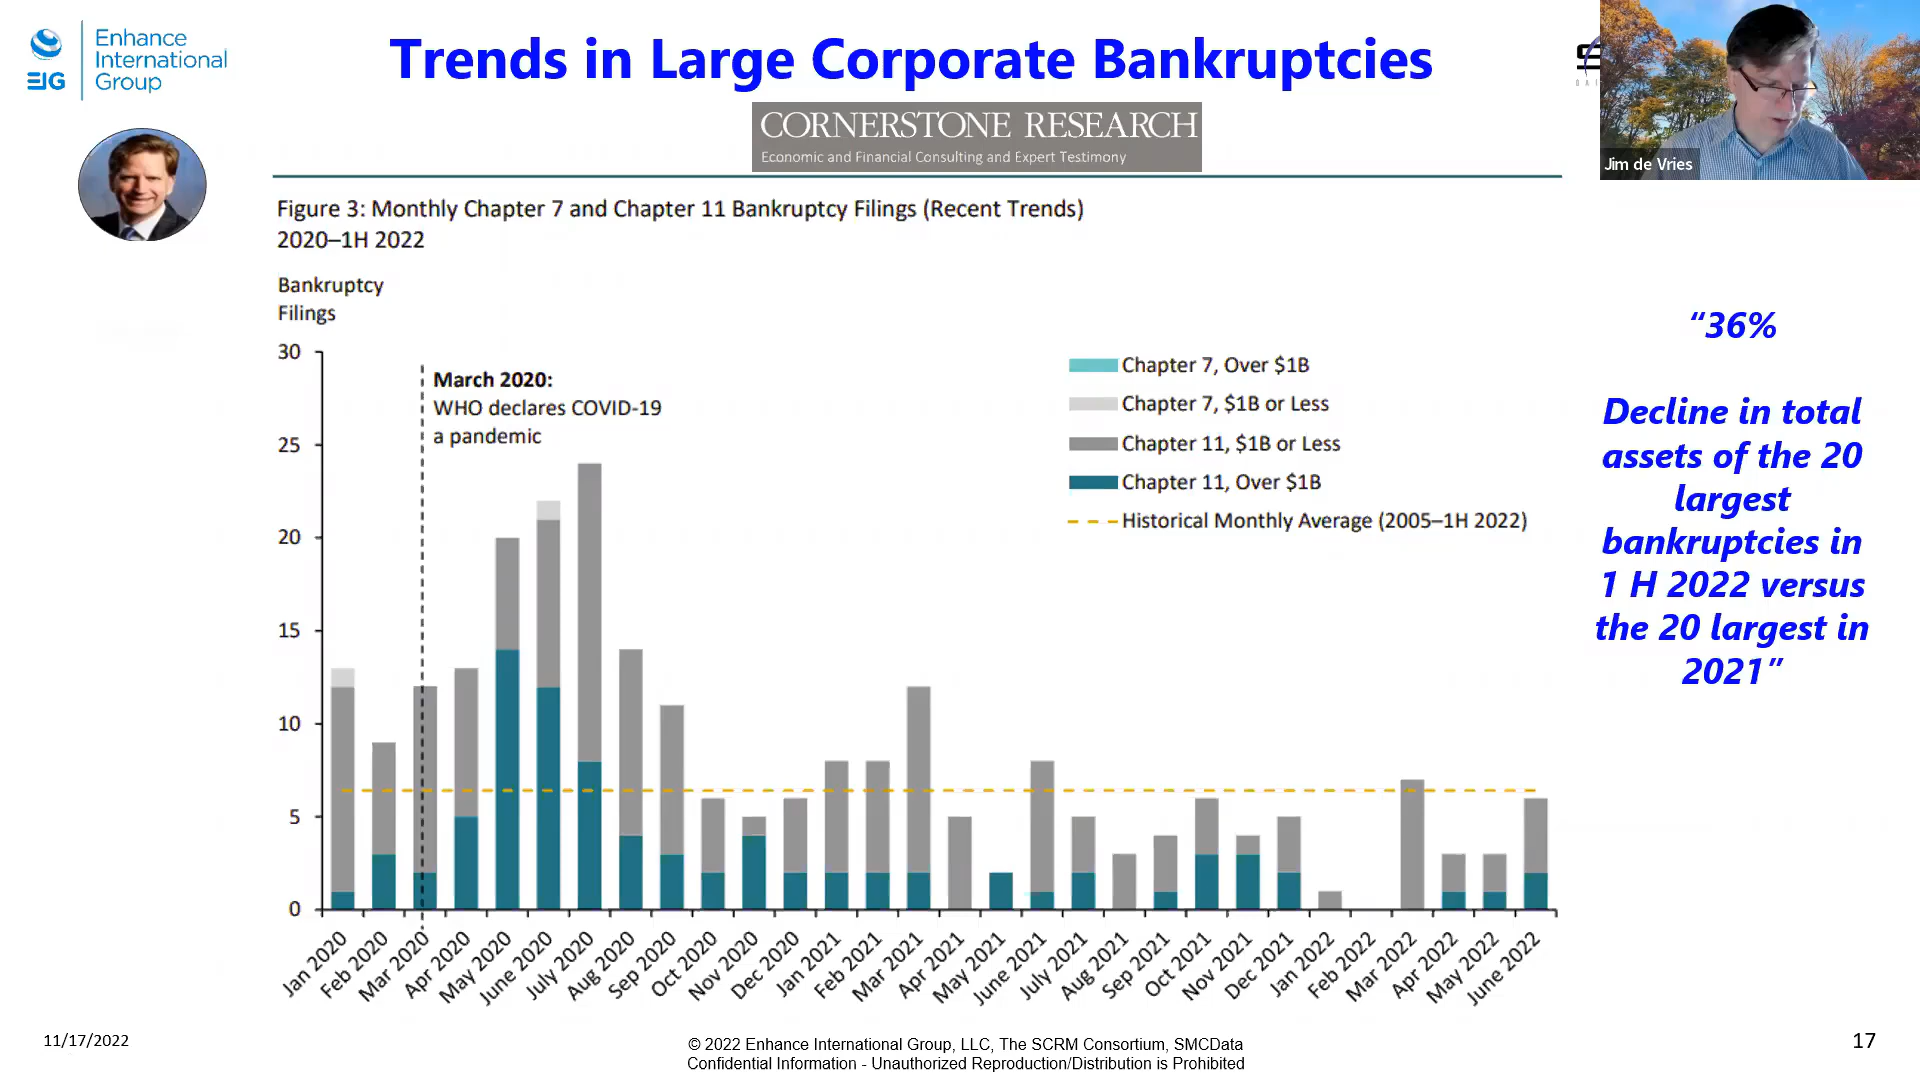 Enhance
International
Group
EIG
Trends in Large Corporate Bankruptcies
CORNERSTONE RESEARCH
Economic and Financial Consulting and Expert Testimony
Jim de Vries
Figure 3: Monthly Chapter 7 and Chapter 11 Bankruptcy Filings (Recent Trends)
2020–1H 2022
Bankruptcy
Filings
30
25
20
15
10
5
0
March 2020:
WHO declares COVID-19
a pandemic
Chapter 7, Over $1B
Chapter 7, $1B or Less
Chapter 11, $1B or Less
Chapter 11, Over $1B
Historical Monthly Average (2005–1H 2022)
Jan 2020
Feb 2020
Mar 2020
Apr 2020
May 2020
June 2020
July 2020
Aug 2020
Sep 2020
Oct 2020
Nov 2020
Dec 2020
Jan 2021
Feb 2021
Mar 2021
Apr 2021
May 2021
June 2021
July 2021
Aug 2021
Sep 2021
Oct 2021
Nov 2021
Dec 2021
Jan 2022
Feb 2022
Mar 2022
Apr 2022
May 2022
June 2022
“36%
Decline in total
assets of the 20
largest
bankruptcies in
1 H 2022 versus
the 20 largest in
2021”
11/17/2022
© 2022 Enhance International Group, LLC, The SCRM Consortium, SMCData
Confidential Information - Unauthorized Reproduction/Distribution is Prohibited
17